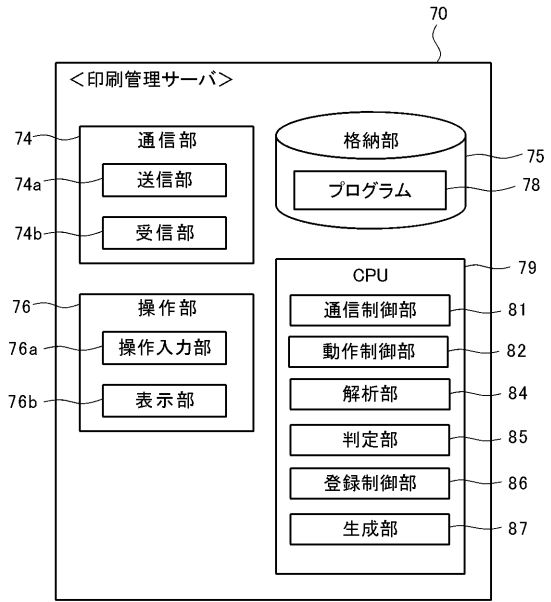 70
<印刷管理サーバ>
74
通信部
74a
送信部
74b
受信部
格納部
75
プログラム
78
76
操作部
76a
操作入力部
76b
表示部
CPU
79
通信制御部
81
動作制御部
82
解析部
84
判定部
85
登録制御部
86
生成部
87